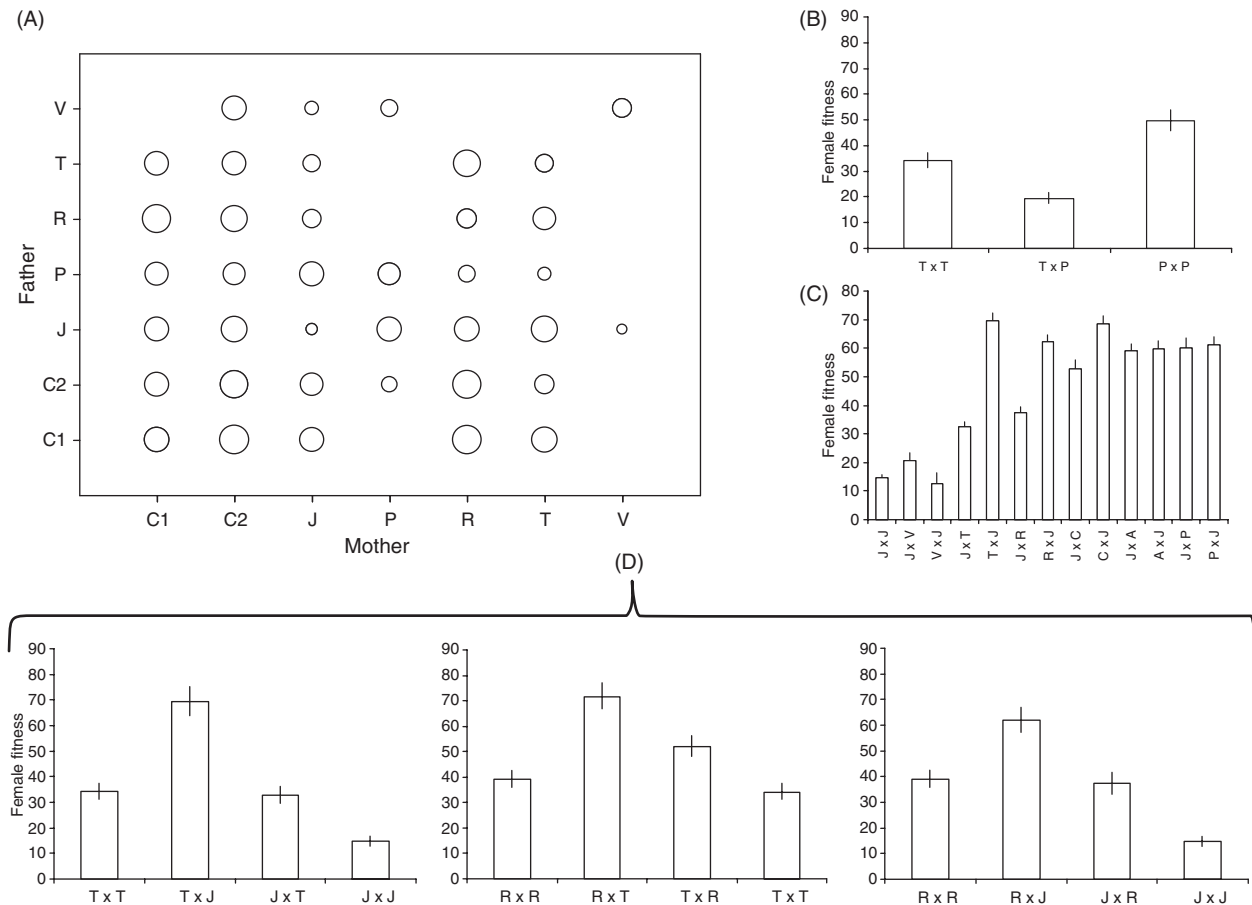 (A)
V
T
R
P
J
C2
C1
Father
C1 C2 J P R T V
Mother
(B)
90
80
70
60
50
40
30
20
10
0
Female fitness
T x T T x P P x P
(C)
80
70
60
50
40
30
20
10
0
Female fitness
J x J J x V V x J J x T T x J J x R R x J J x C C x J J x A A x J J x P P x J
(D)
90
80
70
60
50
40
30
20
10
0
Female fitness
T x T T x J J x T J x J
90
80
70
60
50
40
30
20
10
0
R x R R x T T x R T x T
90
80
70
60
50
40
30
20
10
0
R x R R x J J x R J x J